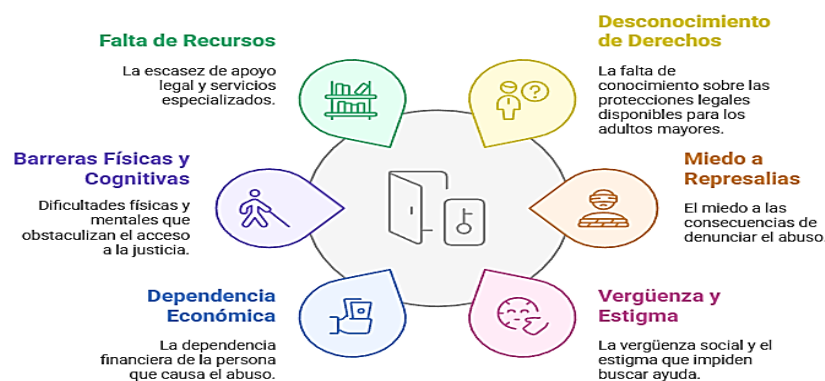 Falta de Recursos
La escasez de apoyo
legal y servicios
especializados.
Desconocimiento
de Derechos
La falta de
conocimiento sobre las
protecciones legales
disponibles para los
adultos mayores.
Barreras Físicas y
Cognitivas
Dificultades físicas y
mentales que
obstaculizan el acceso
a la justicia.
Miedo a
Represalias
El miedo a las
consecuencias de
denunciar el abuso.
Dependencia
Económica
La dependencia
financiera de la persona
que causa el abuso.
Vergüenza y
Estigma
La vergüenza social y el
estigma que impiden
buscar ayuda.